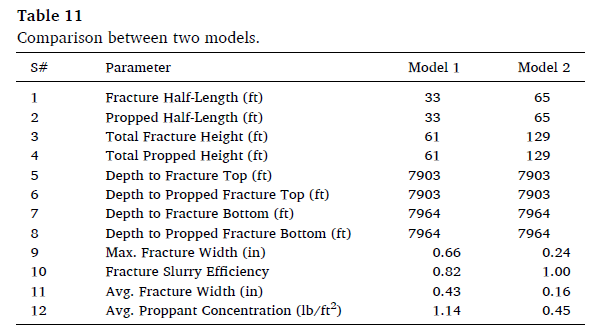 Table 11
Comparison between two models.
S# Parameter Model 1 Model 2
1 Fracture Half-Length (ft) 33 65
2 Propped Half-Length (ft) 33 65
3 Total Fracture Height (ft) 61 129
4 Total Propped Height (ft) 61 129
5 Depth to Fracture Top (ft) 7903 7903
6 Depth to Propped Fracture Top (ft) 7903 7903
7 Depth to Fracture Bottom (ft) 7964 7964
8 Depth to Propped Fracture Bottom (ft) 7964 7964
9 Max. Fracture Width (in) 0.66 0.24
10 Fracture Slurry Efficiency 0.82 1.00
11 Avg. Fracture Width (in) 0.43 0.16
12 Avg. Proppant Concentration (lb/ft²) 1.14 0.45